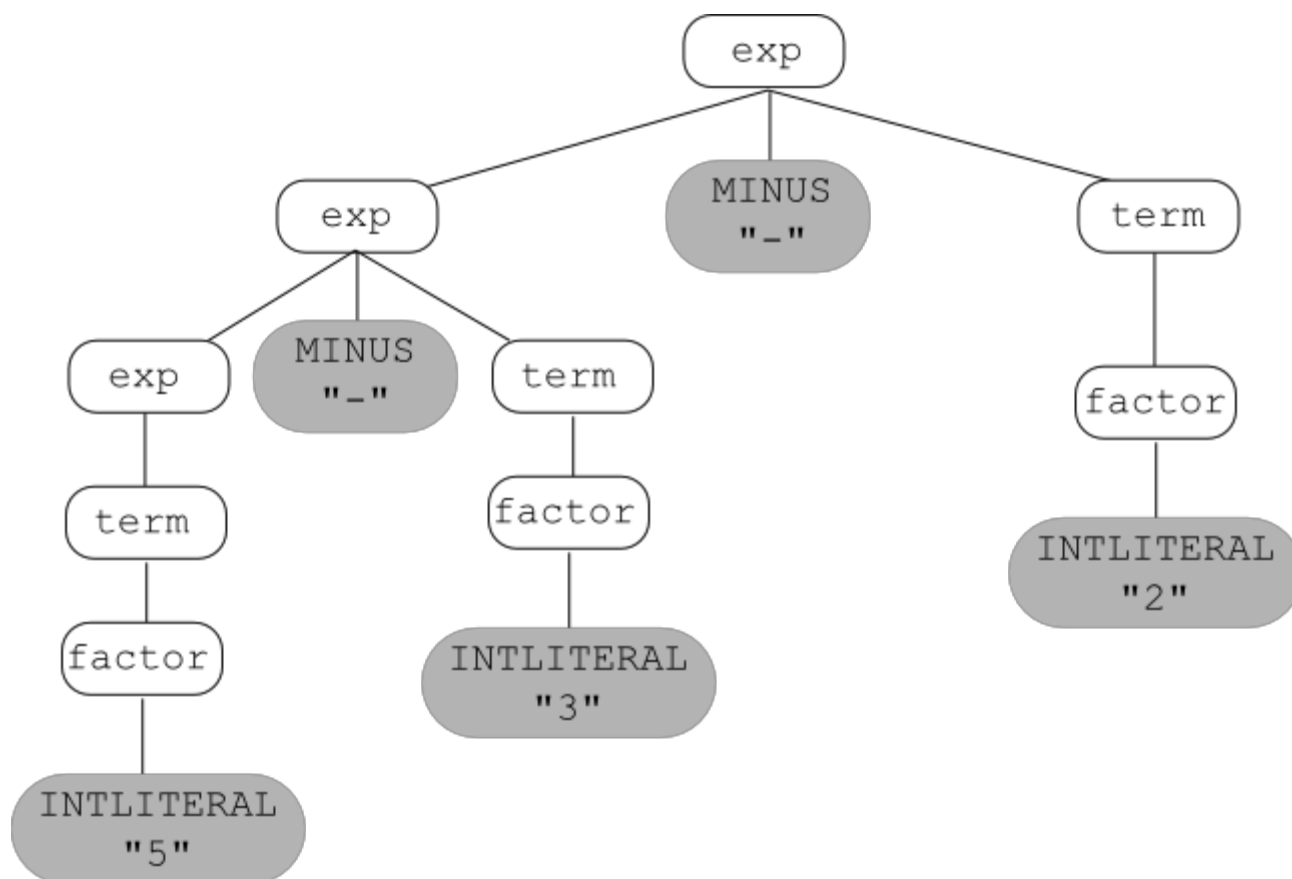 exp
exp
MINUS
"-"
term
exp
MINUS
"-"
term
factor
term
factor
INTLITERAL
"2"
factor
INTLITERAL
"3"
INTLITERAL
"5"